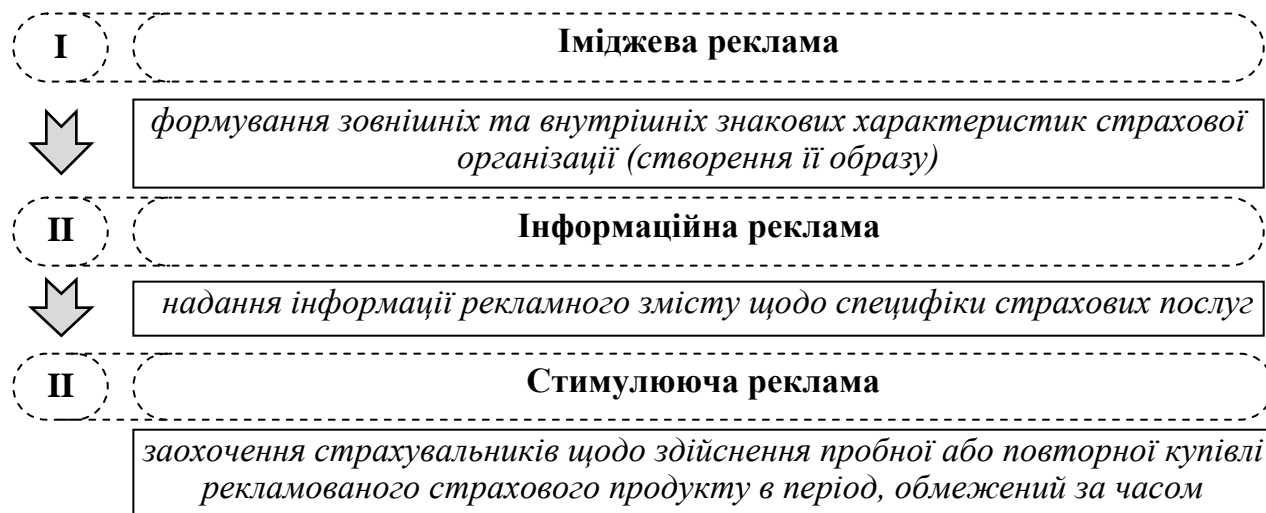 I
Іміджева реклама
формування зовнішніх та внутрішніх знакових характеристик страхової
організації (створення її образу)
II
Інформаційна реклама
надання інформації рекламного змісту щодо специфіки страхових послуг
II
Стимулююча реклама
заохочення страхувальників щодо здійснення пробної або повторної купівлі
рекламованого страхового продукту в період, обмежений за часом